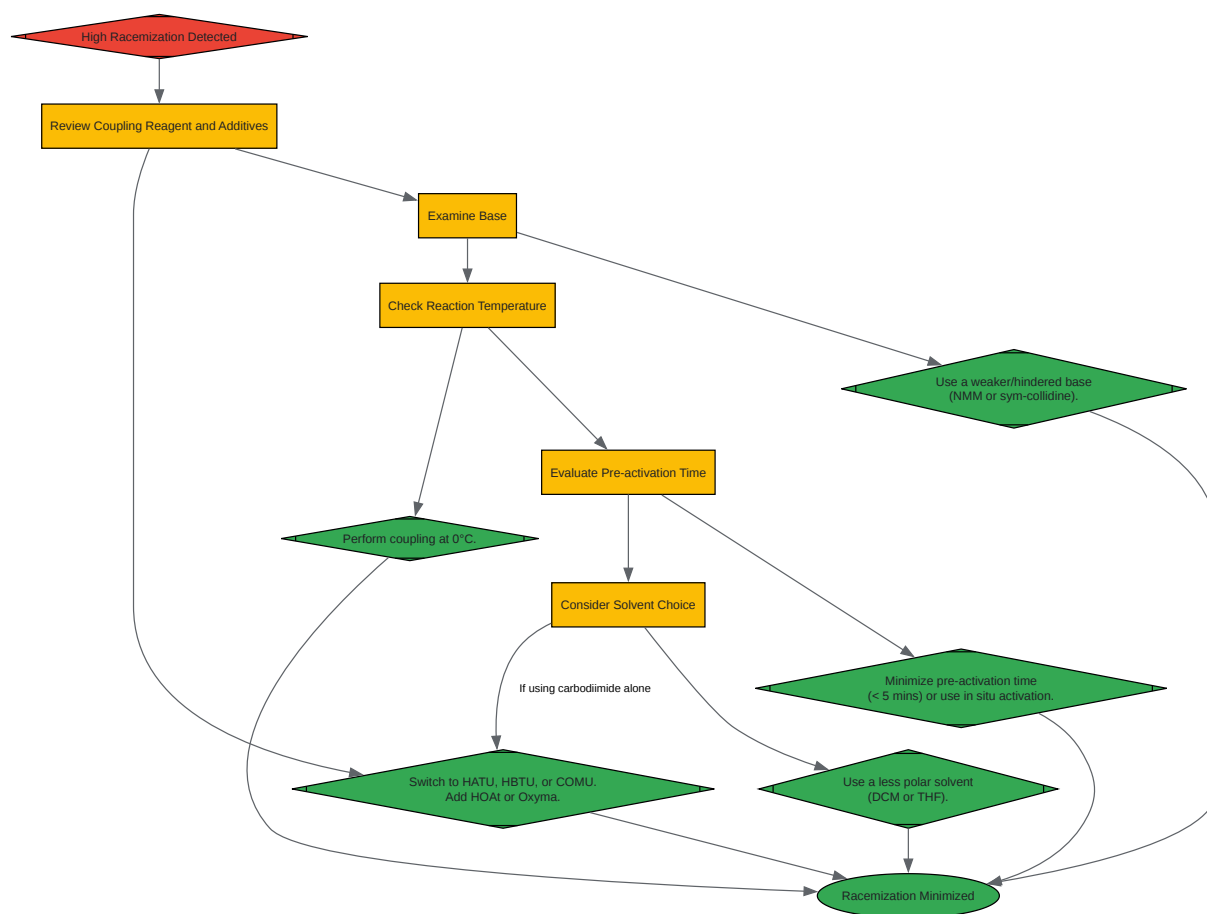 High Racemization Detected
Review Coupling Reagent and Additives
Examine Base
Check Reaction Temperature
Use a weaker/hindered base
(NMM or sym-collidine).
Evaluate Pre-activation Time
Perform coupling at 0°C.
Consider Solvent Choice
If using carbodiimide alone
Minimize pre-activation time
(< 5 mins) or use in situ activation.
Switch to HATU, HBTU, or COMU.
Add HOAt or Oxyma.
Use a less polar solvent
(DCM or THF).
Racemization Minimized